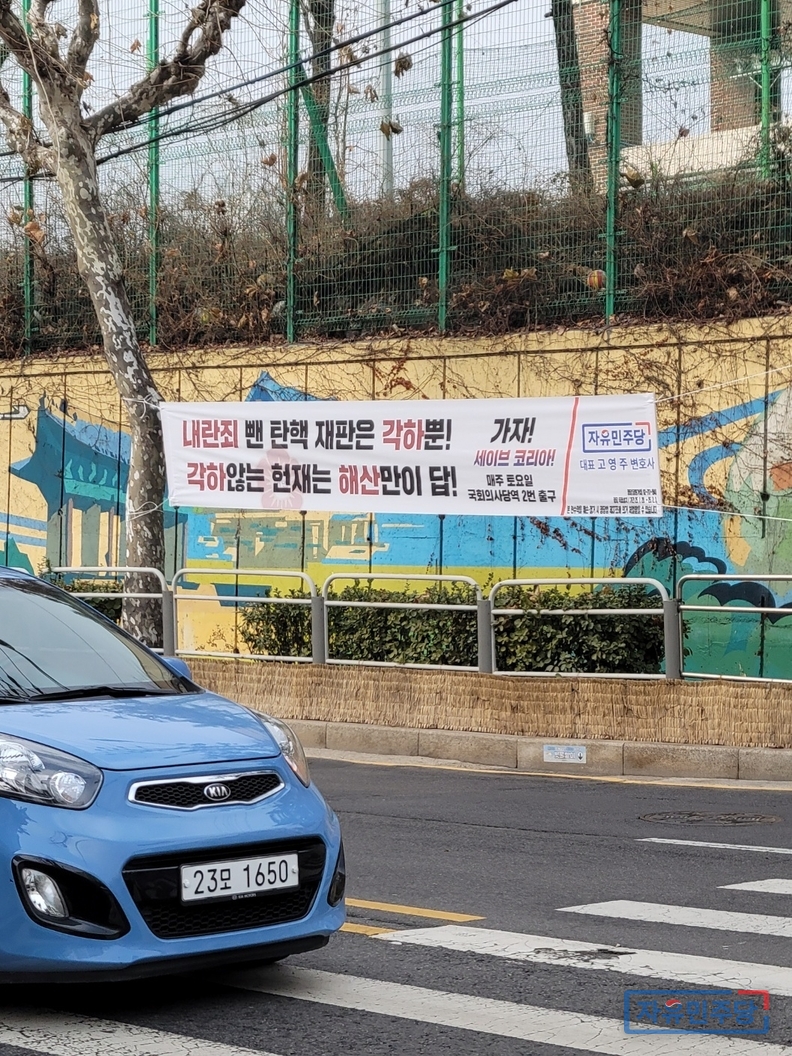 내란죄 뺀 탄핵 재판은 각하뿐!
각하않는 헌재는 해산만이 답!
가자!
세이브 코리아!
매주 토요일
국회의사당역 2번 출구
자유민주당
대표 고영주 변호사
KIA
23모 1650
자유민주당